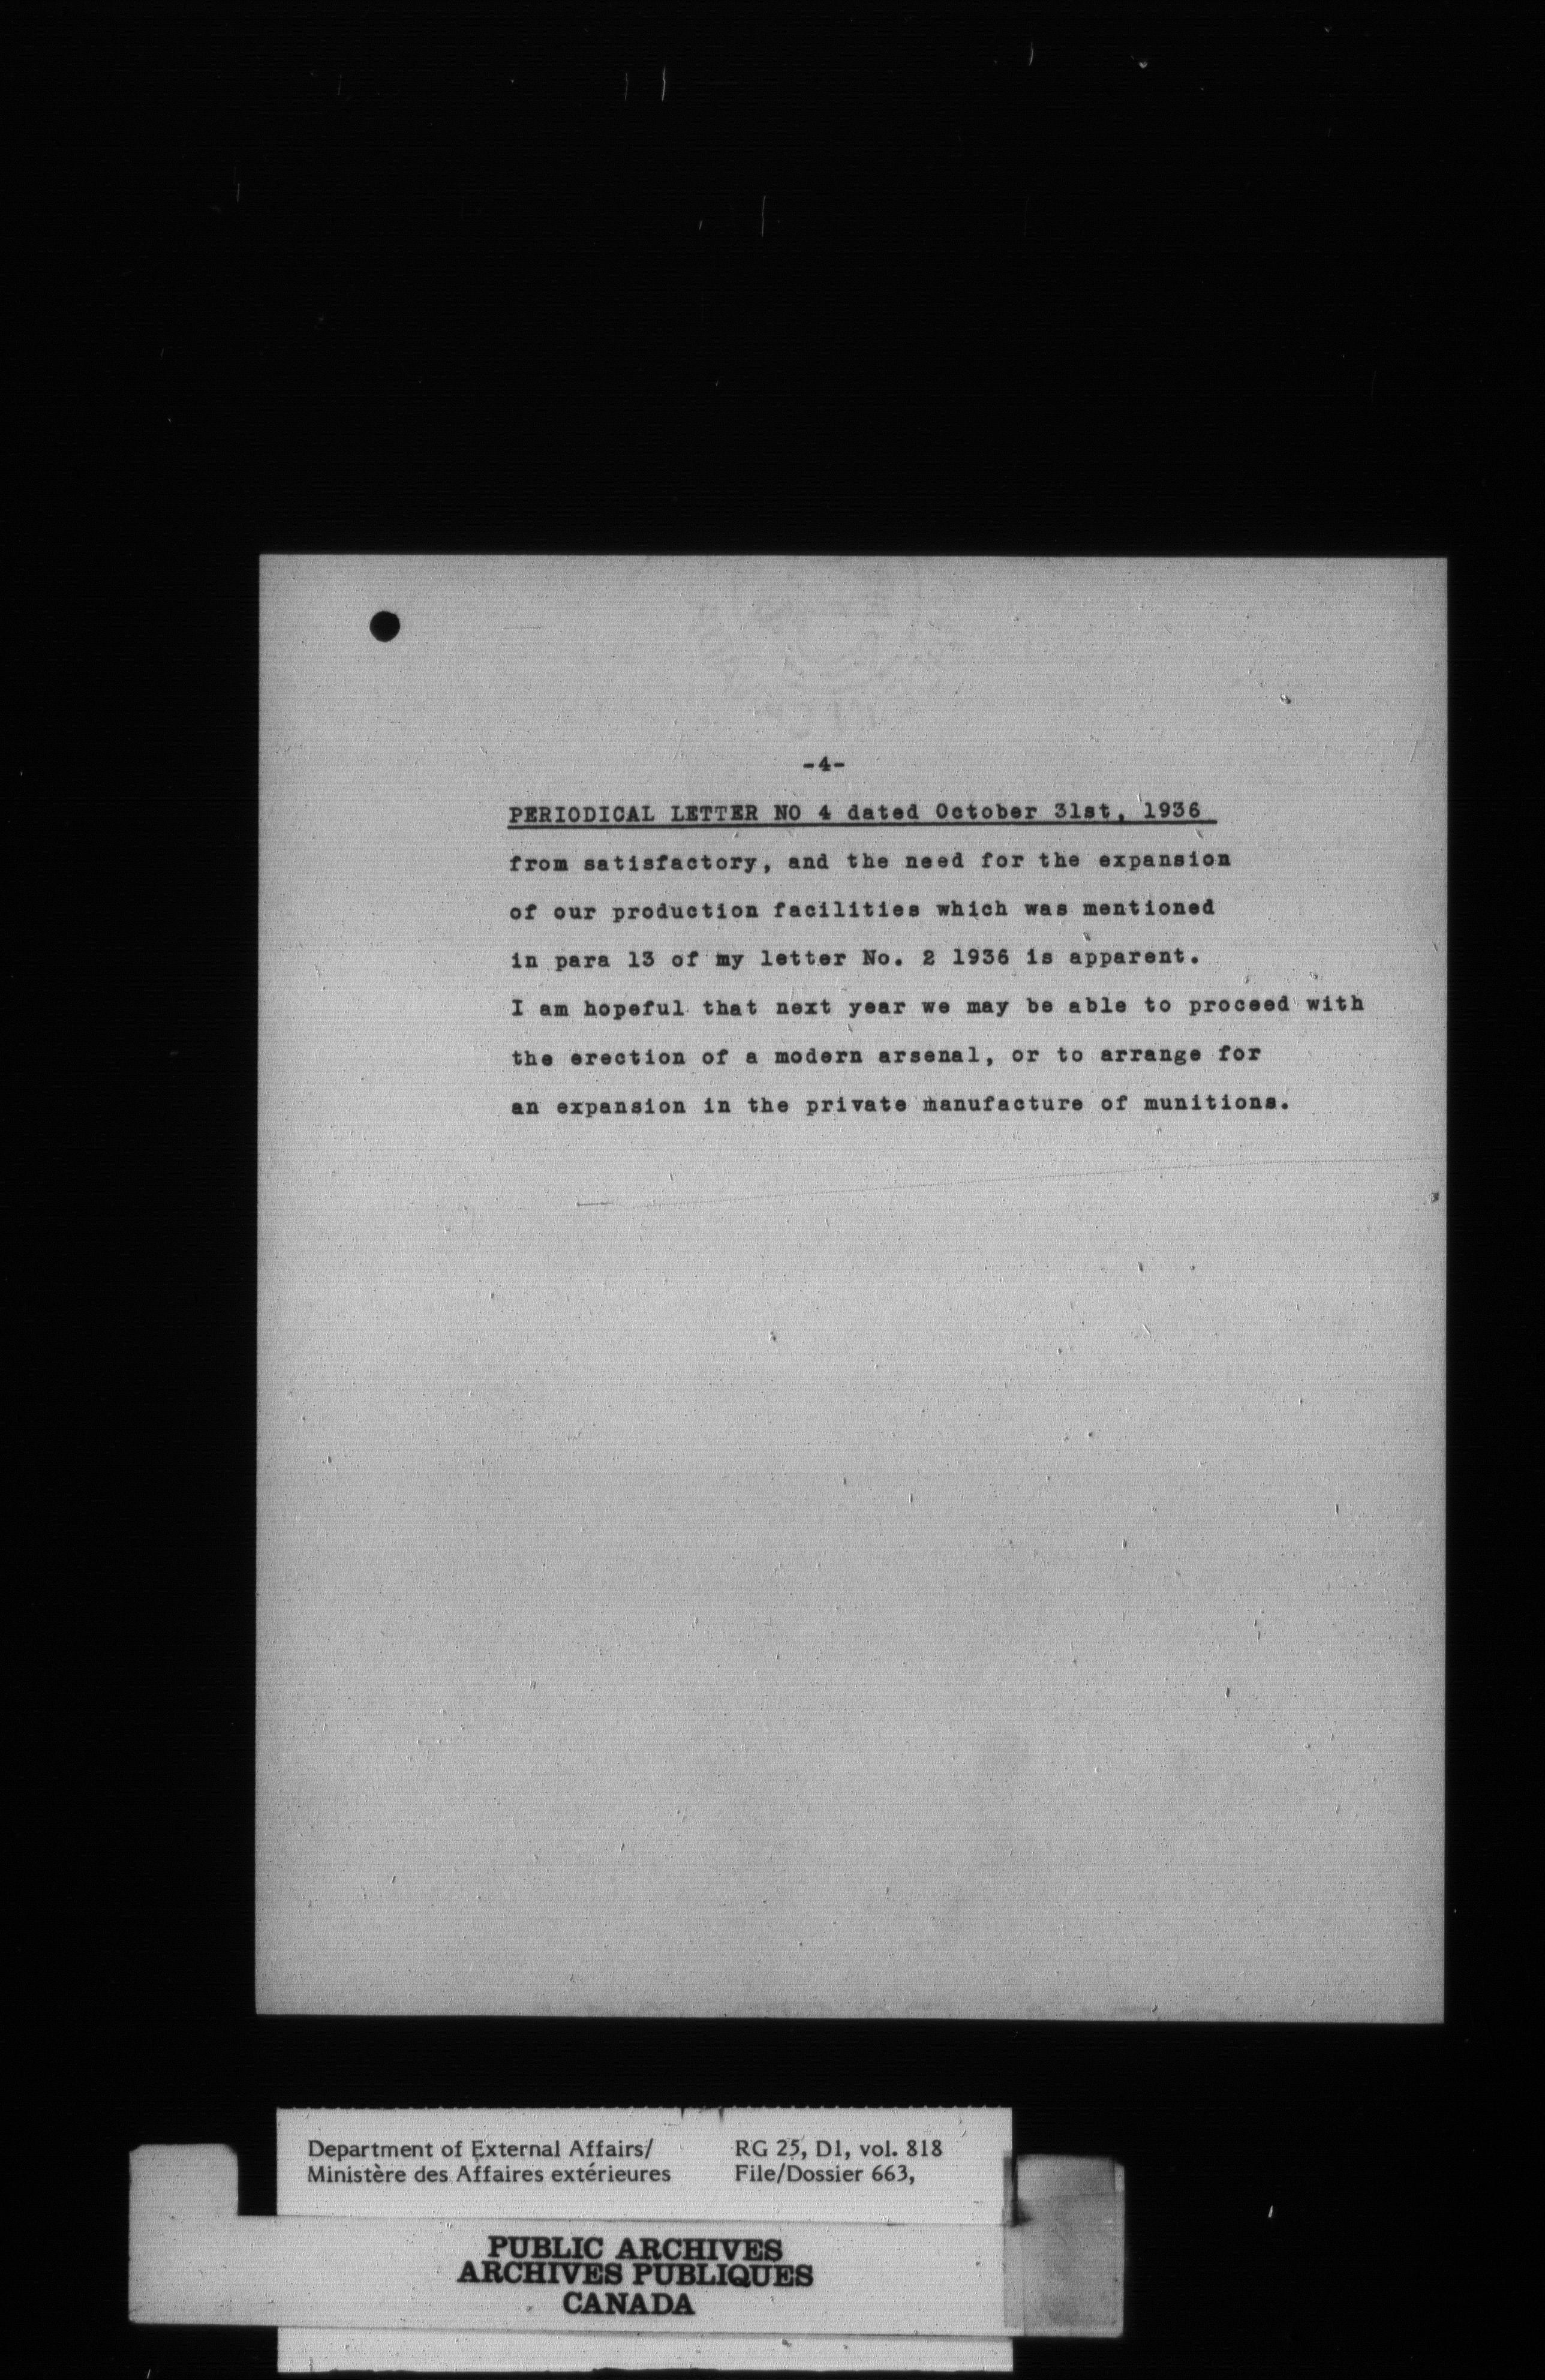 -4-
PERIODICAL LETTER NO 4 dated October 31st, 1936
from satisfactory, and the need for the expansion
of our production facilities which was mentioned
in para 13 of my letter No. 2 1936 is apparent.
I am hopeful that next year we may be able to proceed with
the erection of a modern arsenal, or to arrange for
an expansion in the private manufacture of munitions.
Department of External Affairs/
Ministère des Affaires extérieures
RG 25, D1, vol. 818
File/Dossier 663,
PUBLIC ARCHIVES
ARCHIVES PUBLIQUES
CANADA